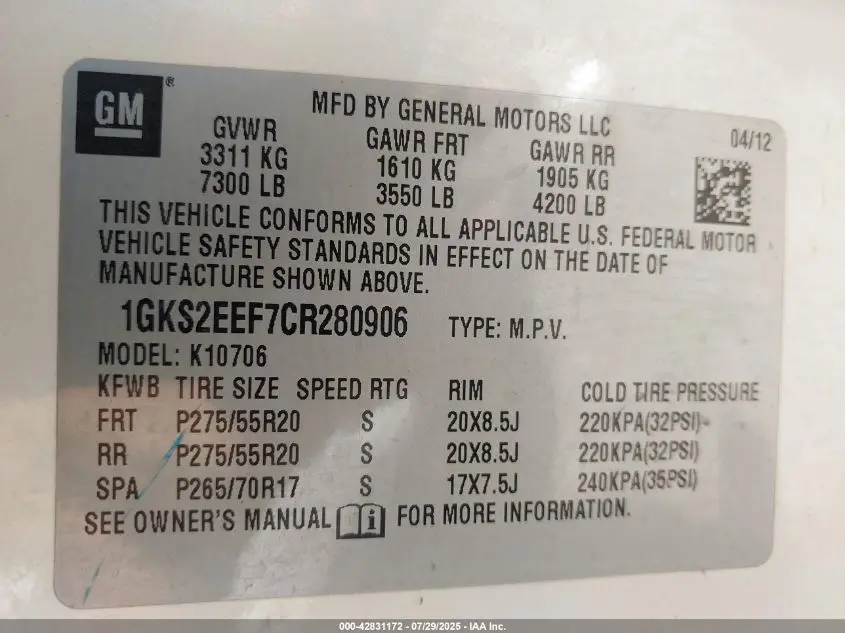 GM ®
MFD BY GENERAL MOTORS LLC
04/12
GVWR GAWR FRT GAWR RR
3311 KG 1610 KG 1905 KG
7300 LB 3550 LB 4200 LB
THIS VEHICLE CONFORMS TO ALL APPLICABLE U.S. FEDERAL MOTOR
VEHICLE SAFETY STANDARDS IN EFFECT ON THE DATE OF
MANUFACTURE SHOWN ABOVE.
1GKS2EEF7CR280906 TYPE: M.P.V.
MODEL: K10706
KFWB TIRE SIZE SPEED RTG RIM COLD TIRE PRESSURE
FRT P275/55R20 S 20X8.5J 220KPA(32PSI)
RR P275/55R20 S 20X8.5J 220KPA(32PSI)
SPA P265/70R17 S 17X7.5J 240KPA(35PSI)
SEE OWNER'S MANUAL i FOR MORE INFORMATION.
000-42831172 - 07/29/2025 - IAA Inc.